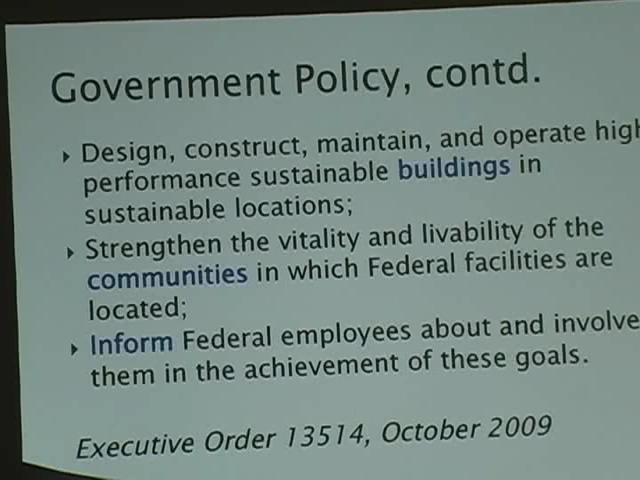 Government Policy, contd.
Design, construct, maintain, and operate high
performance sustainable buildings in
sustainable locations;
Strengthen the vitality and livability of the
communities in which Federal facilities are
located;
Inform Federal employees about and involve
them in the achievement of these goals.
Executive Order 13514, October 2009